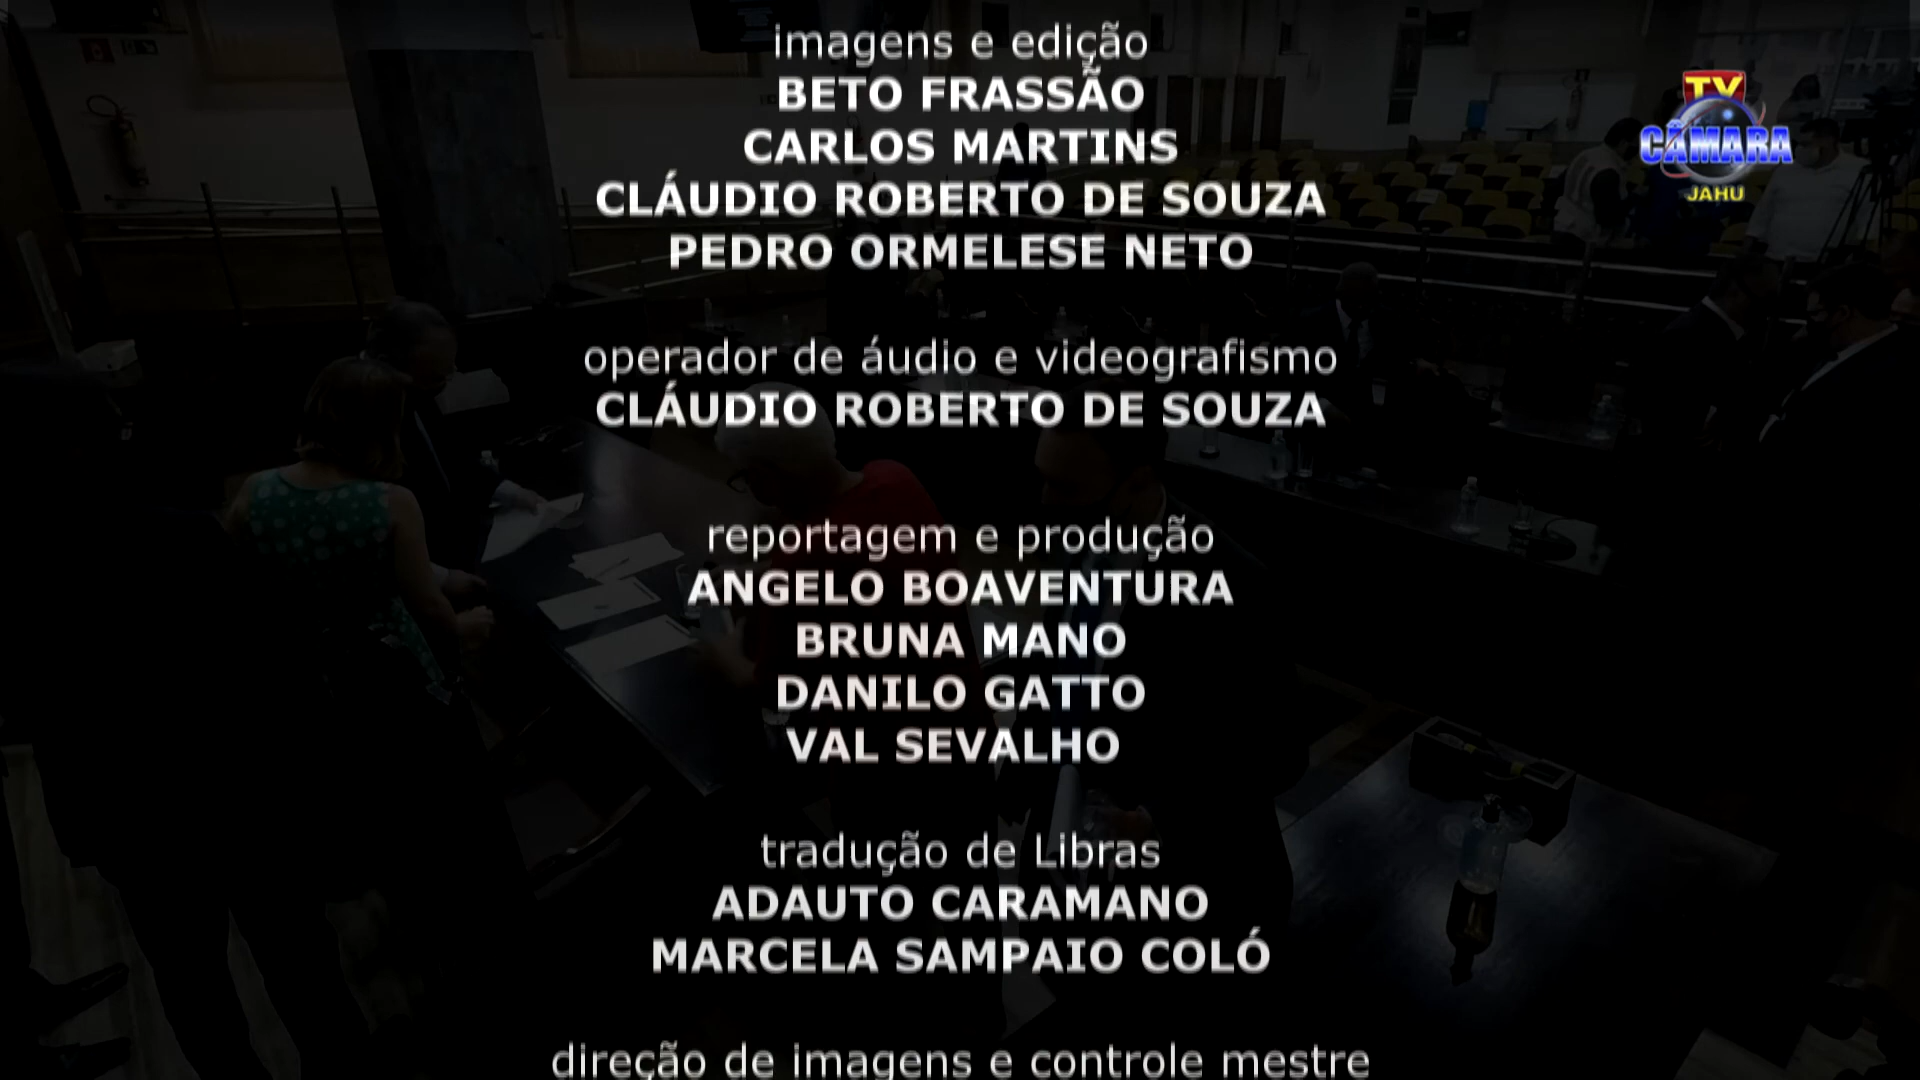 imagens e edição
BETO FRASSÃO
CARLOS MARTINS
CLÁUDIO ROBERTO DE SOUZA
PEDRO ORMELESE NETO
TV
CÂMARA
JAHU
operador de áudio e videografismo
CLÁUDIO ROBERTO DE SOUZA
reportagem e produção
ANGELO BOAVENTURA
BRUNA MANO
DANILO GATTO
VAL SEVALHO
tradução de Libras
ADAUTO CARAMANO
MARCELA SAMPAIO COLÓ
direção de imagens e controle mestre